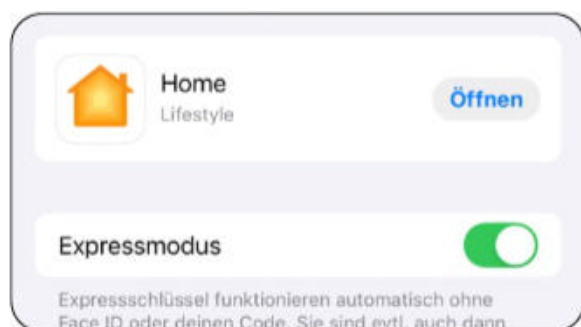 Home
Lifestyle
Öffnen
Expressmodus
Expressschlüssel funktionieren automatisch ohne
Face ID oder deinen Code. Sie sind evtl. auch dann